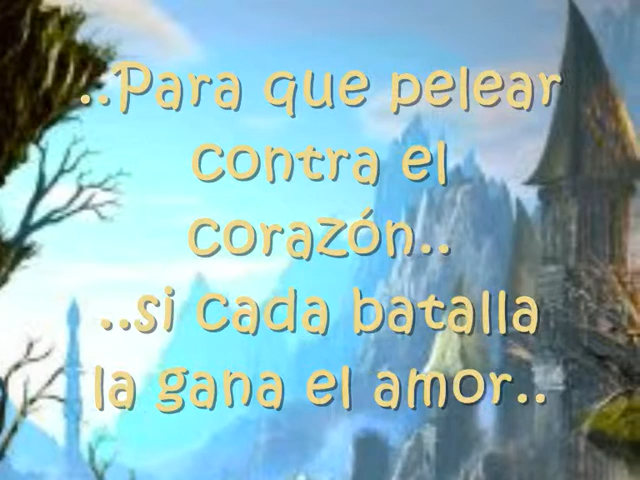 ..Para que pelear
contra el
corazón..
..si cada batalla
la gana el amor..